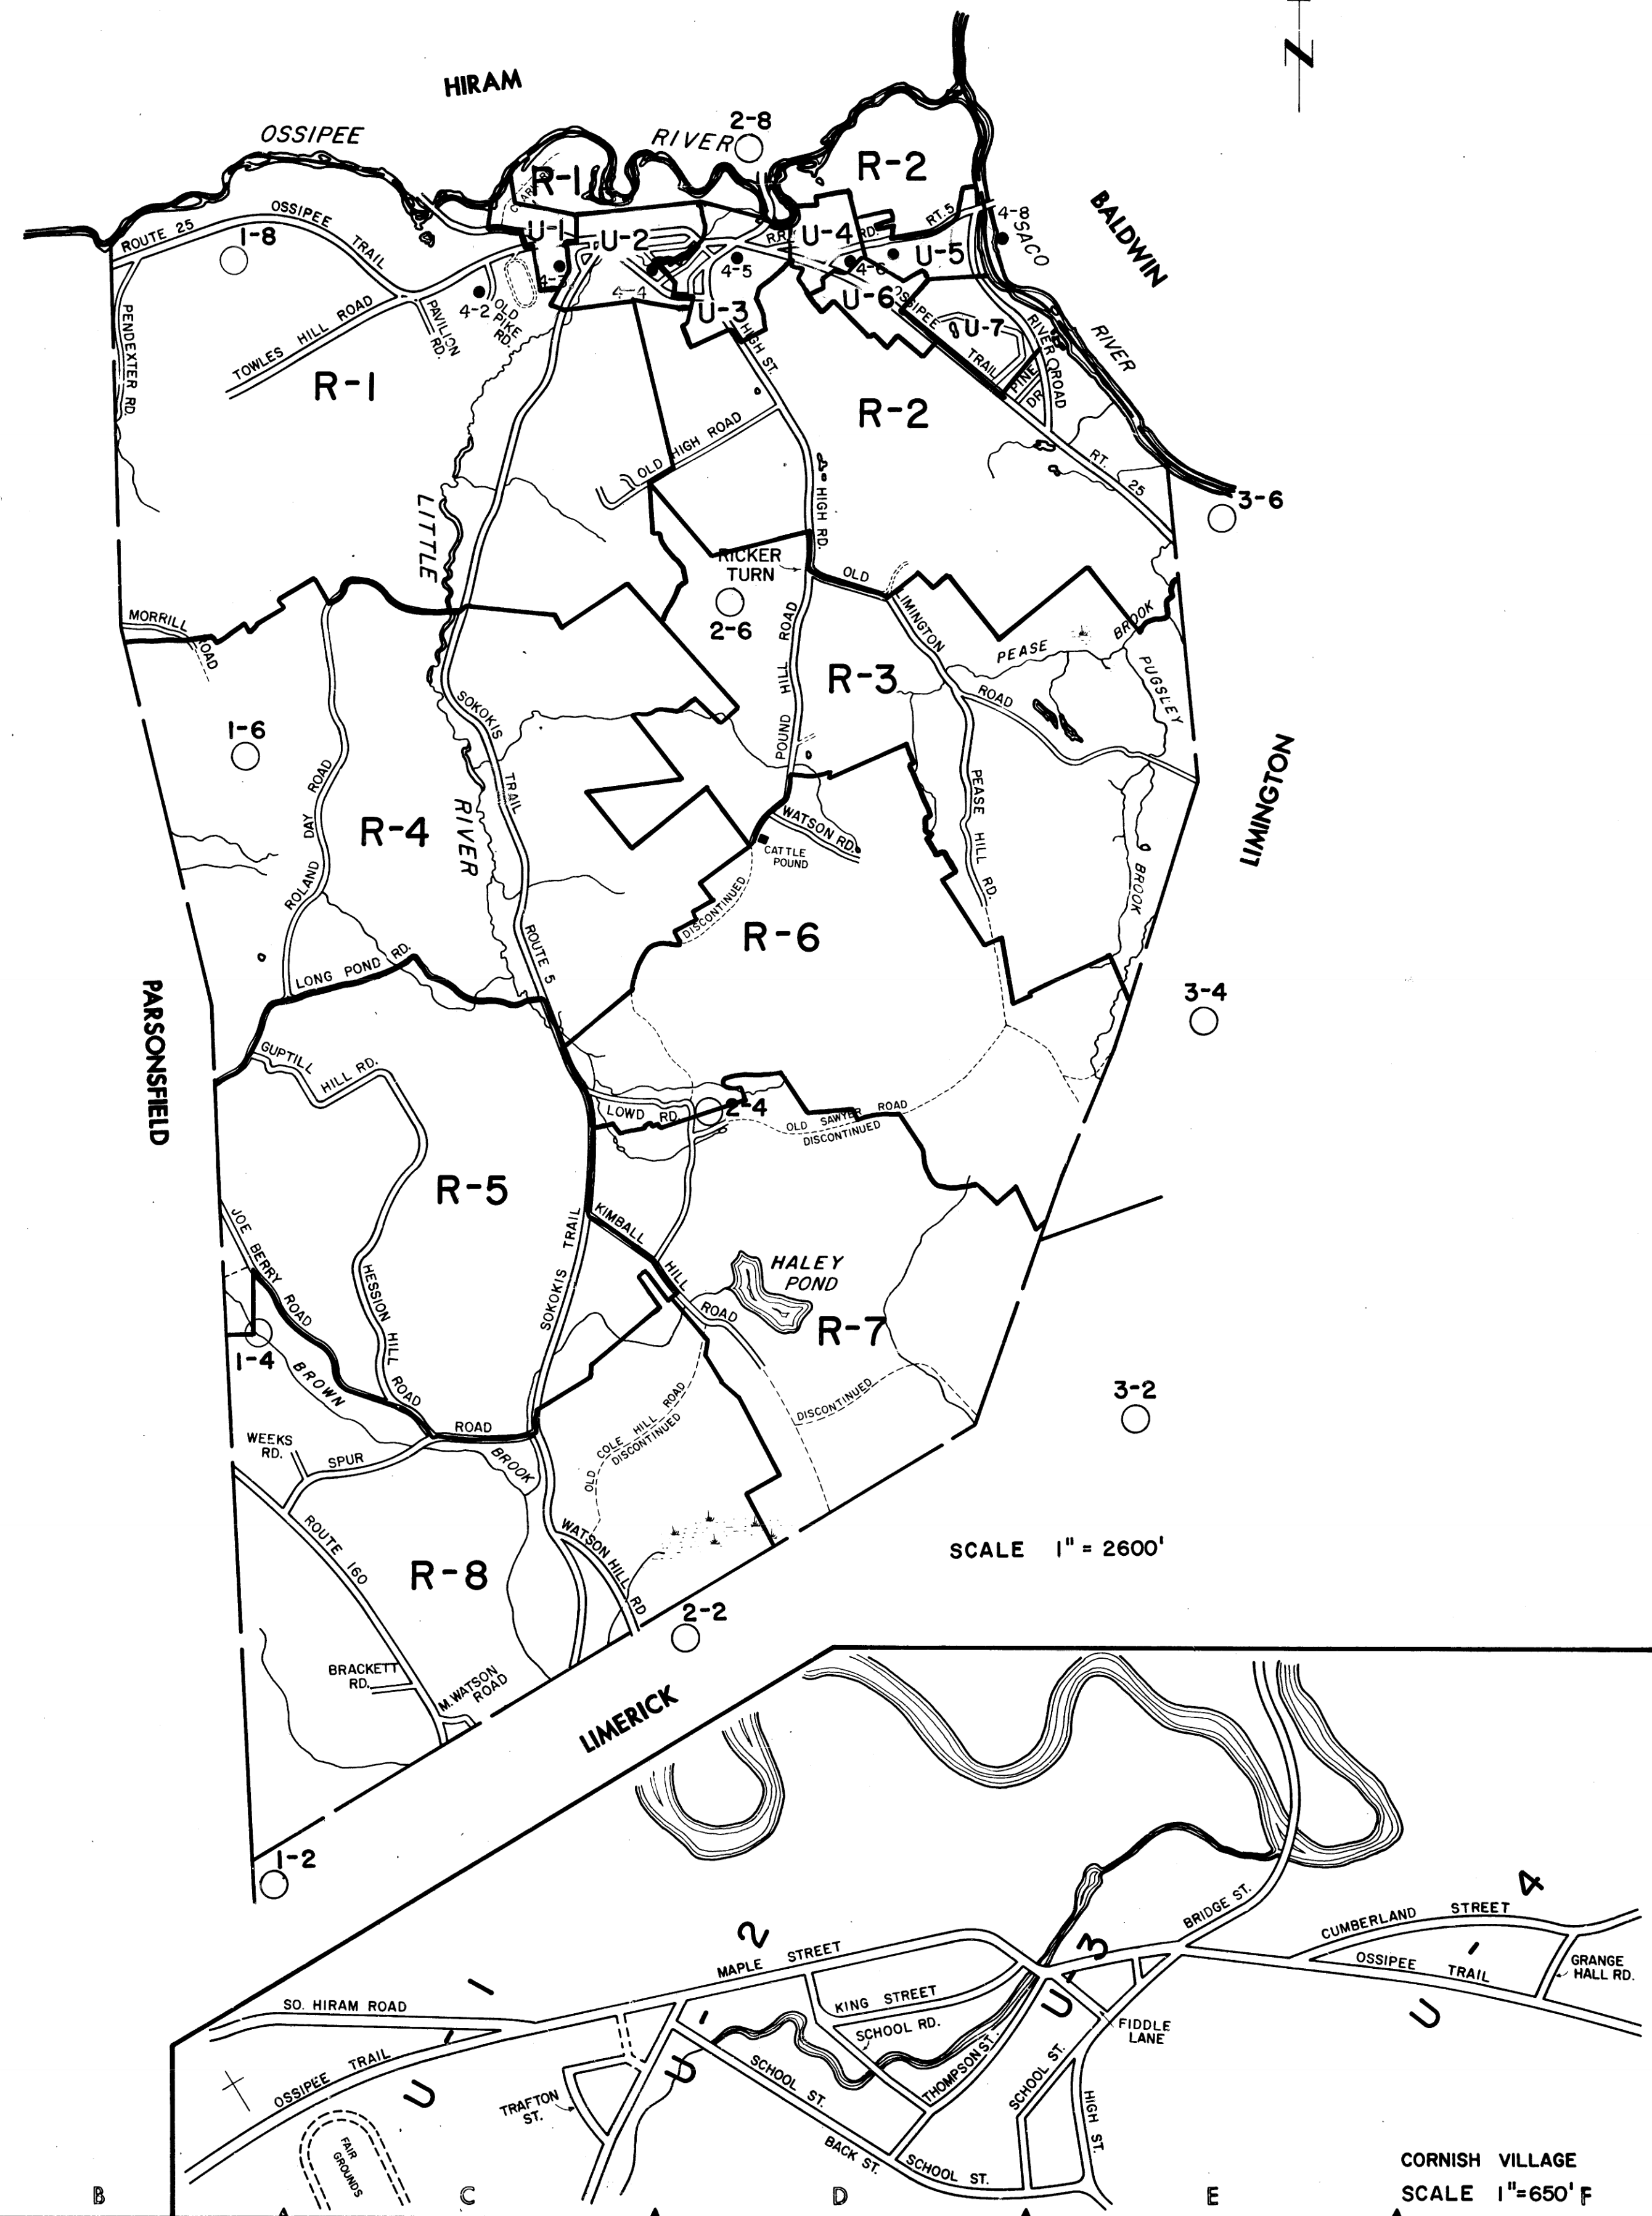 N
HIRAM
OSSIPEE
RIVER
2-8
R-2
R-1
BALDWIN
ROUTE 25
OSSIPEE
TRAIL
1-8
U-1
U-2
R.R.
U-4
RD.
RT. 5
U-5
4-8
SACO
RIVER
4-3
4-4
4-5
4-6
4-2
OLD
PIKE
RD.
PAVILION
RD.
U-3
U-6
OSSIPEE
TRAIL
U-7
RIVER ROAD
PINE
DR.
PENDEXTER RD.
TOWLES HILL ROAD
R-1
HIGH ST.
R-2
OLD HIGH ROAD
RT. 25
3-6
LITTLE
HIGH RD.
RICKER
TURN
OLD
LIMINGTON
ROAD
2-6
MORRILL
ROAD
PEASE
BROOK
PUGSLEY
BROOK
R-3
POUND HILL ROAD
1-6
SOKOKIS
TRAIL
RIVER
LIMINGTON
ROLAND DAY ROAD
R-4
PEASE HILL RD.
WATSON RD.
CATTLE
POUND
DISCONTINUED
R-6
ROUTE 5
LONG POND RD.
PARSONSFIELD
3-4
GUPTILL
HILL RD.
LOWD RD.
2-4
OLD SAWYER ROAD
DISCONTINUED
R-5
JOE BERRY
ROAD
KIMBALL
HILL
ROAD
SOKOKIS TRAIL
HALEY
POND
HESSION HILL
ROAD
R-7
1-4
BROWN
BROOK
OLD COLE HILL ROAD
DISCONTINUED
DISCONTINUED
3-2
WEEKS
RD.
SPUR
ROAD
ROUTE 160
WATSON HILL RD
SCALE 1" = 2600'
R-8
2-2
BRACKETT
RD.
M. WATSON
ROAD
LIMERICK
1-2
2
3
4
BRIDGE ST.
CUMBERLAND STREET
MAPLE STREET
OSSIPEE TRAIL
GRANGE
HALL RD.
SO. HIRAM ROAD
KING STREET
SCHOOL RD.
FIDDLE
LANE
OSSIPEE TRAIL
U
U
U
U
SCHOOL ST.
THOMPSON ST.
SCHOOL ST.
TRAFTON
ST.
HIGH ST.
FAIR
GROUNDS
BACK ST.
SCHOOL ST.
CORNISH VILLAGE
SCALE 1"=650'
B
C
D
E
F